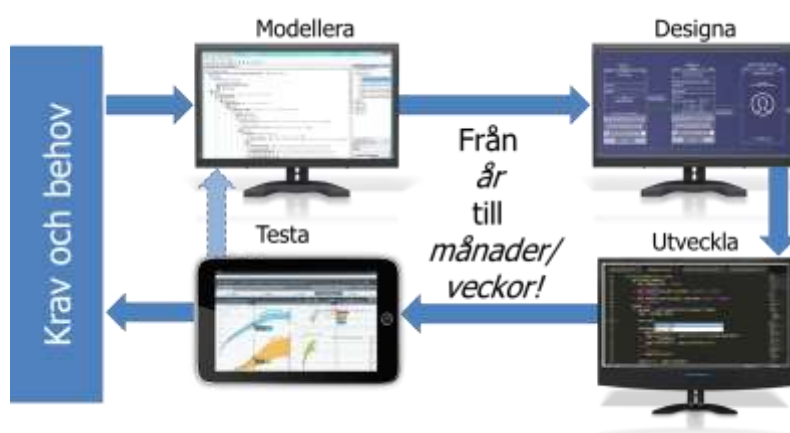 Modellera
Designa
Krav och behov
Från
år
till
månader/
veckor!
Testa
Utveckla